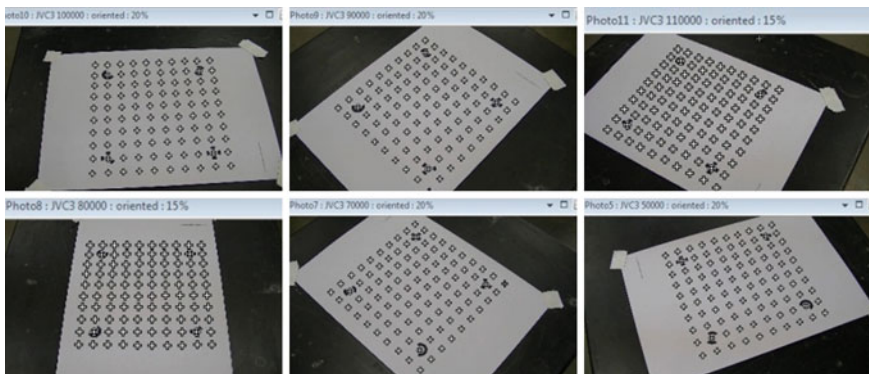 Photo10 : JVC3 100000 : oriented : 20%
Photo9 : JVC3 90000 : oriented : 20%
Photo11 : JVC3 110000 : oriented : 15%
Photo8 : JVC3 80000 : oriented : 15%
Photo7 : JVC3 70000 : oriented : 20%
Photo5 : JVC3 50000 : oriented : 20%